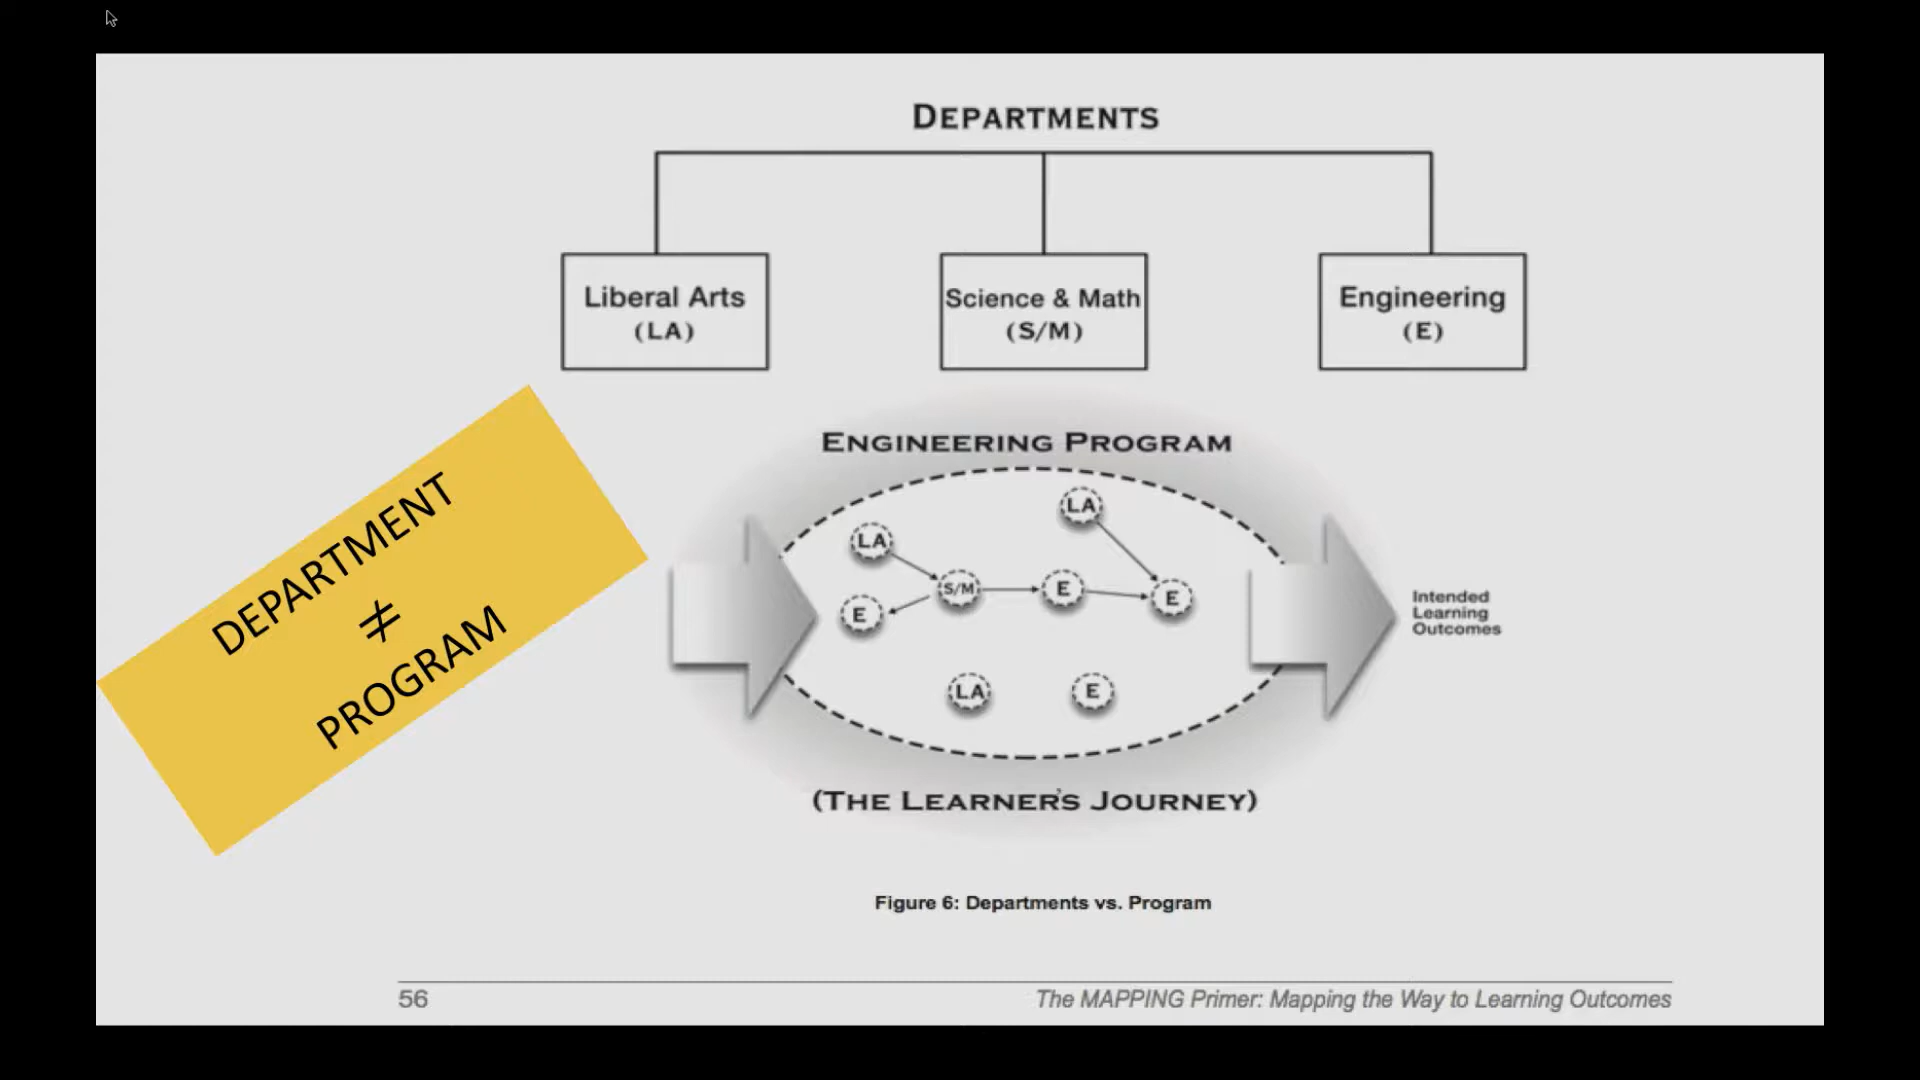 DEPARTMENTS
Liberal Arts
(LA)
Science & Math
(S/M)
Engineering
(E)
DEPARTMENT
≠
PROGRAM
ENGINEERING PROGRAM
LA
LA
S/M
E
E
E
LA
E
Intended
Learning
Outcomes
(THE LEARNER'S JOURNEY)
Figure 6: Departments vs. Program
56
The MAPPING Primer: Mapping the Way to Learning Outcomes